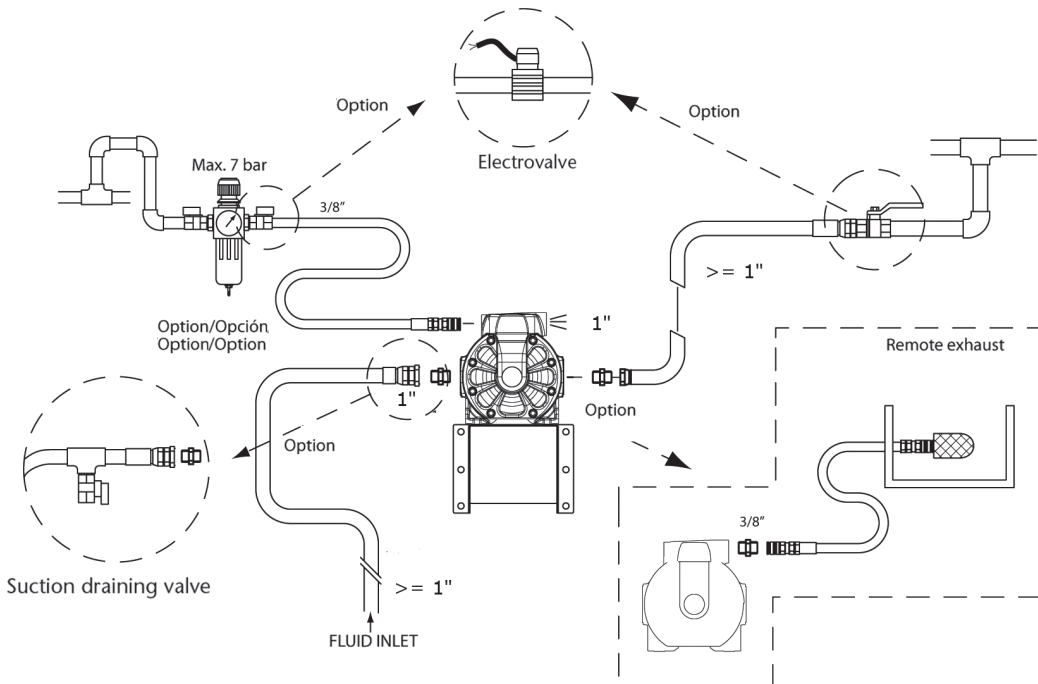 Option
Option
Electrovalve
Max. 7 bar
3/8"
>= 1"
Option/Opción
Option/Option
1"
Remote exhaust
1"
Option
Option
3/8"
Suction draining valve
>= 1"
FLUID INLET